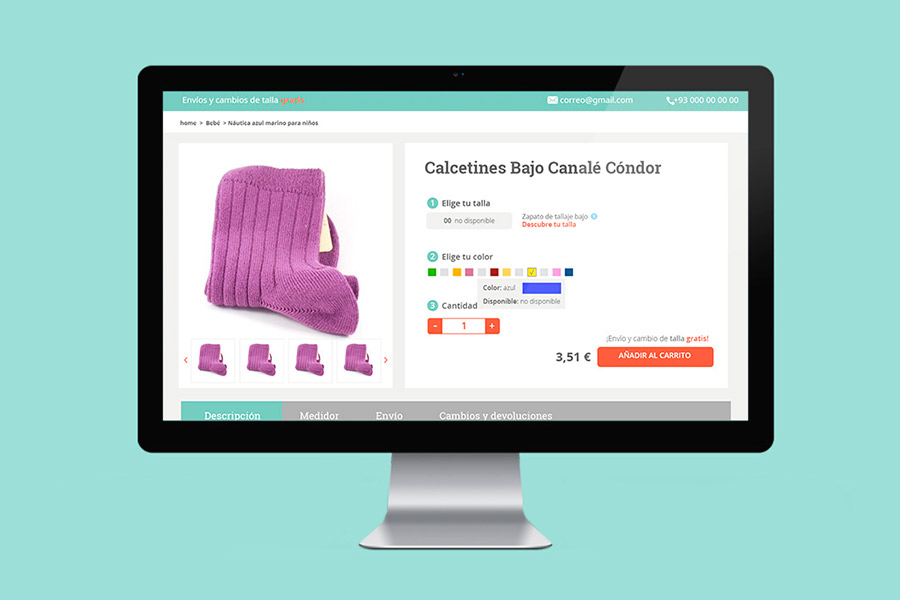 Envíos y cambios de talla gratis
correo@gmail.com
+93 000 00 00 00
home > Bebé > Náutica azul marino para niños
Calcetines Bajo Canalé Cóndor
1 Elige tu talla
00 no disponible
Zapato de tallaje bajo
Descubre tu talla
2 Elige tu color
Color: azul
Disponible: no disponible
3 Cantidad
- 1 +
¡Envío y cambio de talla gratis!
3,51 €
AÑADIR AL CARRITO
Descripción
Medidor
Envío
Cambios y devoluciones